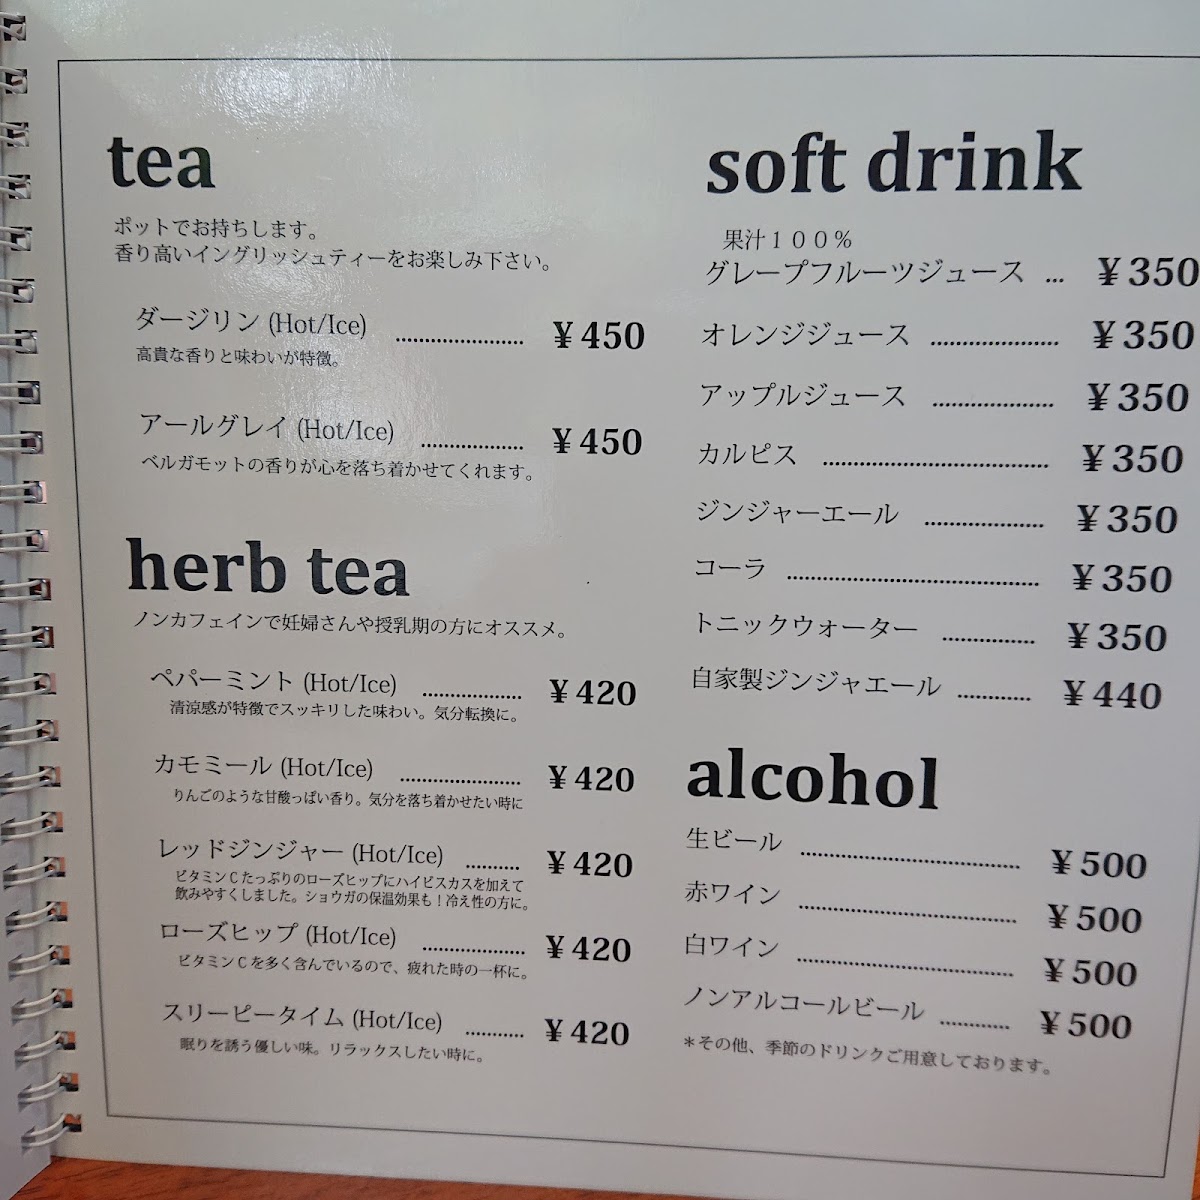 tea
ポットでお持ちします。
香り高いイングリッシュティーをお楽しみ下さい。
ダージリン (Hot/Ice) ...................... ¥450
高貴な香りと味わいが特徴。
アールグレイ (Hot/Ice) .................. ¥450
ベルガモットの香りが心を落ち着かせてくれます。
herb tea
ノンカフェインで妊婦さんや授乳期の方にオススメ。
ペパーミント (Hot/Ice) ................. ¥420
清涼感が特徴でスッキリした味わい。気分転換に。
カモミール (Hot/Ice) ..................... ¥420
りんごのような甘酸っぱい香り。気分を落ち着かせたい時に
レッドジンジャー (Hot/Ice) ......... ¥420
ビタミンCたっぷりのローズヒップにハイビスカスを加えて
飲みやすくしました。ショウガの保温効果も！冷え性の方に。
ローズヒップ (Hot/Ice) .................. ¥420
ビタミンCを多く含んでいるので、疲れた時の一杯に。
スリーピータイム (Hot/Ice) .......... ¥420
眠りを誘う優しい味。リラックスしたい時に。
soft drink
果汁１００％
グレープフルーツジュース ... ¥350
オレンジジュース ..................... ¥350
アップルジュース ..................... ¥350
カルピス ....................................... ¥350
ジンジャーエール .................... ¥350
コーラ ........................................... ¥350
トニックウォーター ................ ¥350
自家製ジンジャエール ............ ¥440
alcohol
生ビール ...................................... ¥500
赤ワイン ...................................... ¥500
白ワイン ...................................... ¥500
ノンアルコールビール ............ ¥500
＊その他、季節のドリンクご用意しております。